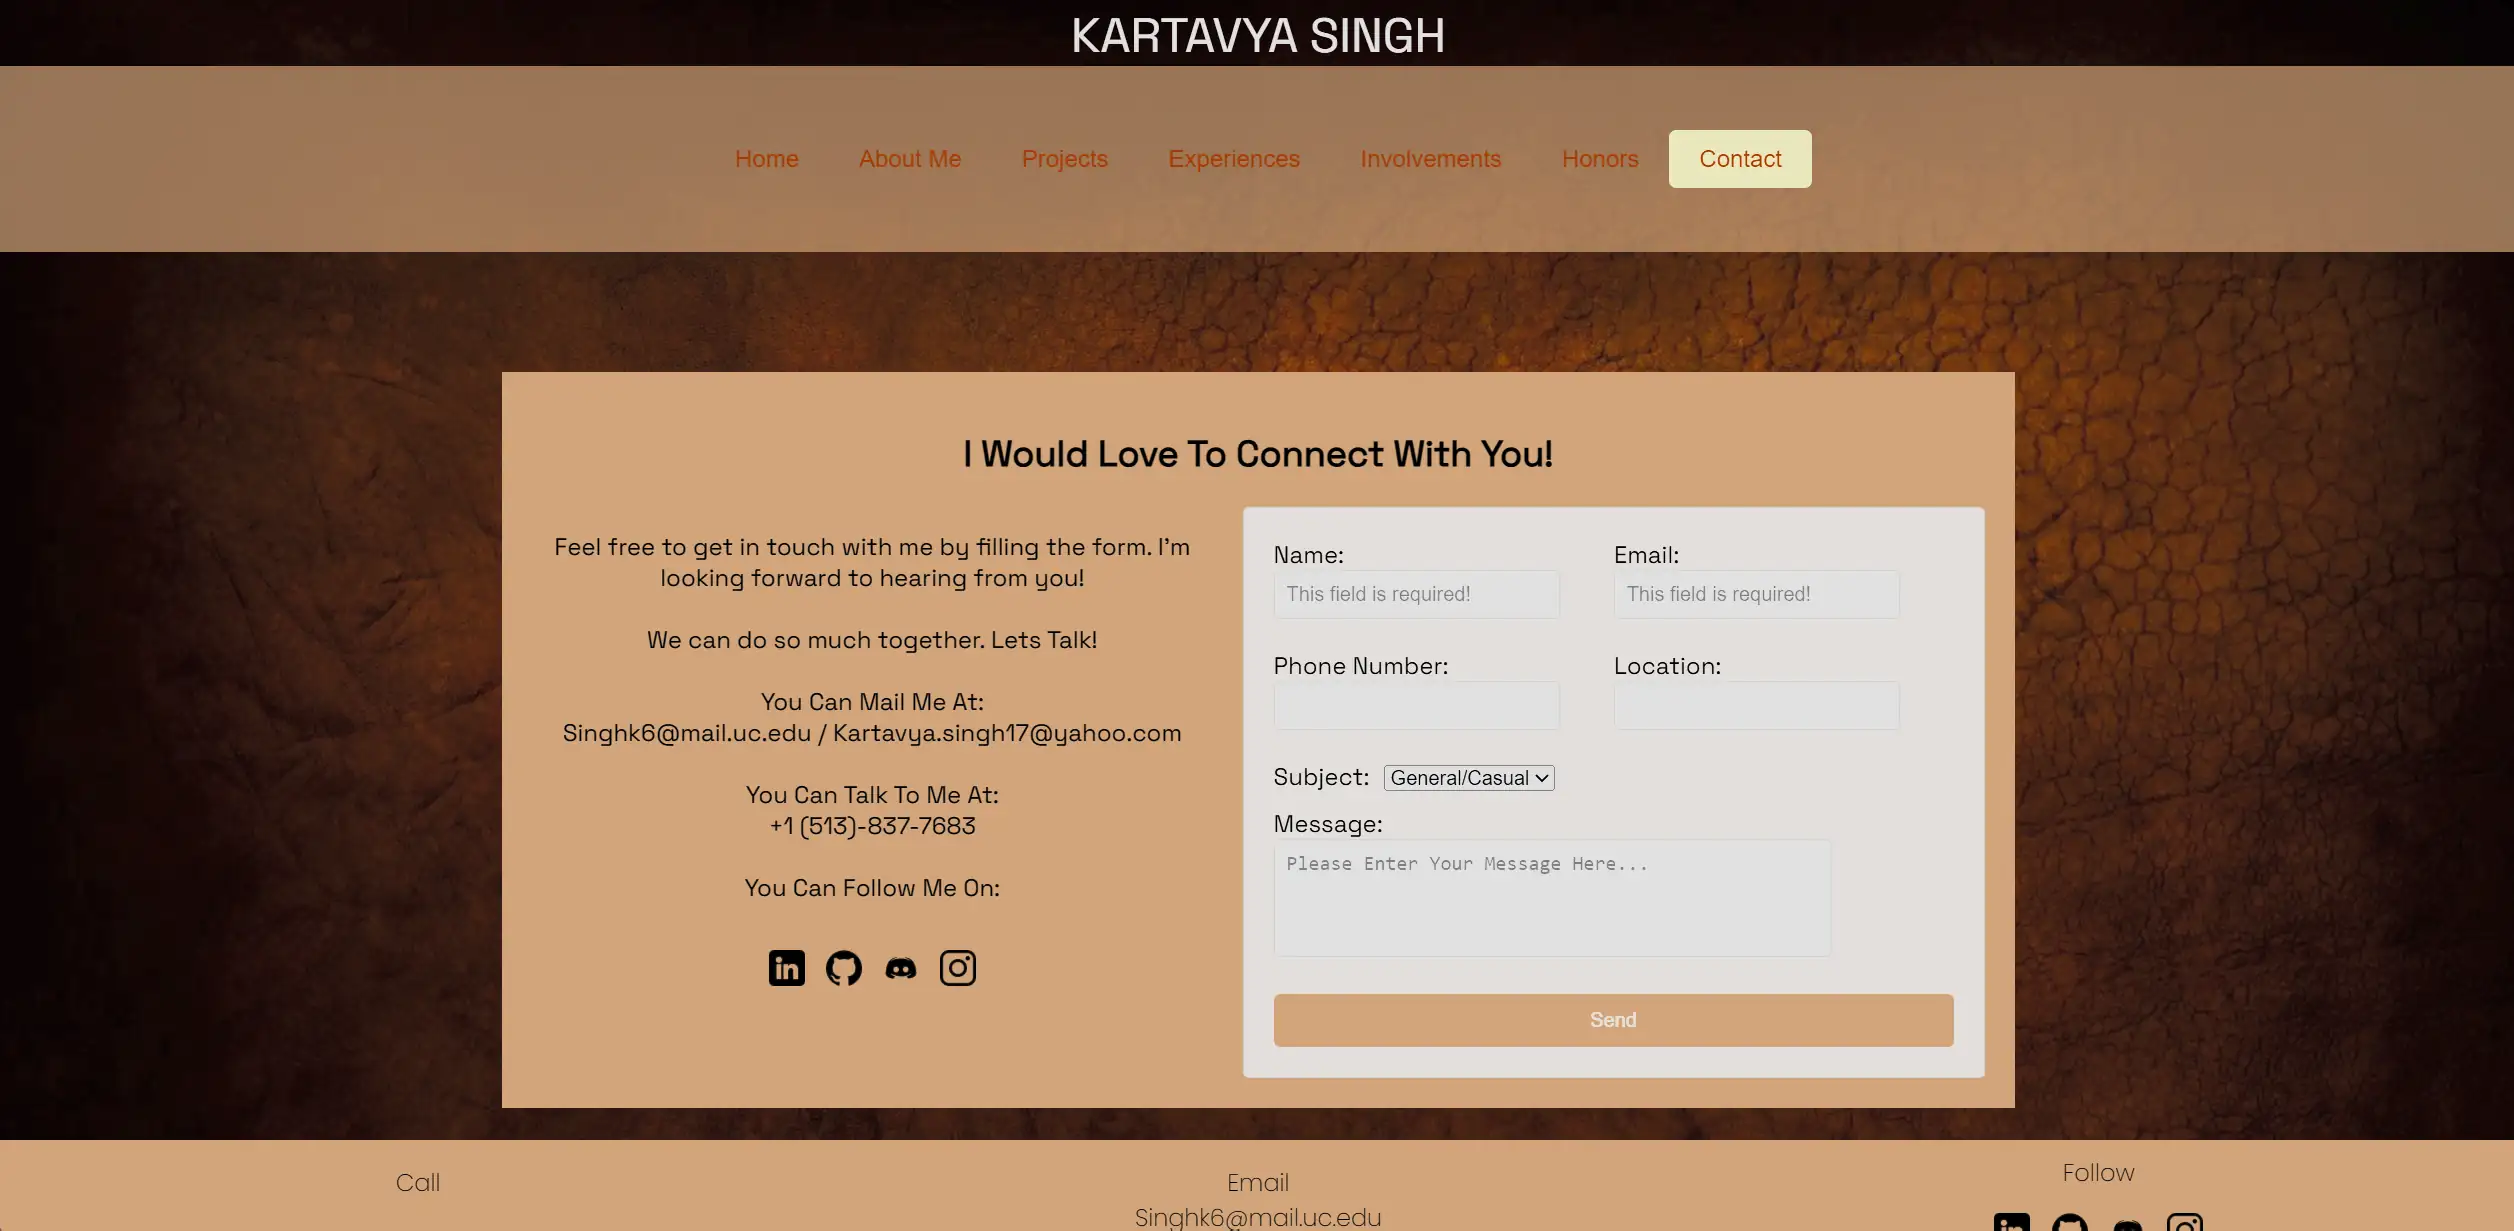 KARTAVYA SINGH
Home About Me Projects Experiences Involvements Honors Contact
I Would Love To Connect With You!
Feel free to get in touch with me by filling the form. I'm
looking forward to hearing from you!
We can do so much together. Lets Talk!
You Can Mail Me At:
Singhk6@mail.uc.edu / Kartavya.singh17@yahoo.com
You Can Talk To Me At:
+1 (513)-837-7683
You Can Follow Me On:
Name: Email:
This field is required! This field is required!
Phone Number: Location:
Subject: General/Casual
Message:
Please Enter Your Message Here...
Send
Call Email Follow
Singhk6@mail.uc.edu